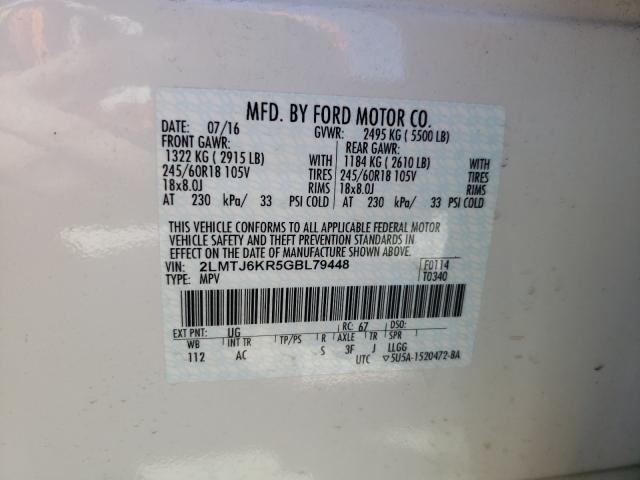 MFD. BY FORD MOTOR CO.
DATE: 07/16 GVWR: 2495 KG ( 5500 LB)
FRONT GAWR: REAR GAWR:
1322 KG ( 2915 LB) WITH 1184 KG ( 2610 LB) WITH
245/60R18 105V TIRES 245/60R18 105V TIRES
18x8.0J RIMS 18x8.0J RIMS
AT 230 kPa/ 33 PSI COLD AT 230 kPa/ 33 PSI COLD
THIS VEHICLE CONFORMS TO ALL APPLICABLE FEDERAL MOTOR
VEHICLE SAFETY AND THEFT PREVENTION STANDARDS IN
EFFECT ON THE DATE OF MANUFACTURE SHOWN ABOVE.
VIN: 2LMTJ6KR5GBL79448 F0114
TYPE: MPV T0340
EXT PNT: UG RC: 67 DSO:
WB INT TR TP/PS R AXLE TR SPR
112 AC S 3F J LLGG
UTC ▽5U5A-1520472-BA